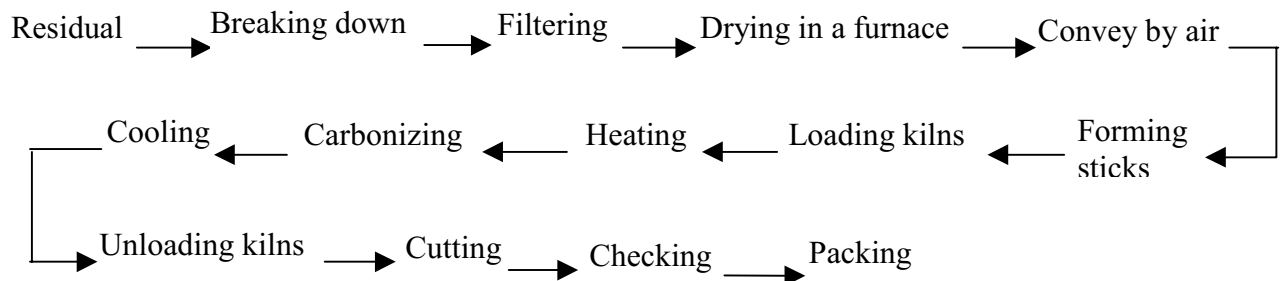 Residual Breaking down Filtering Drying in a furnace Convey by air
Cooling Carbonizing Heating Loading kilns Forming
sticks
Unloading kilns Cutting Checking Packing